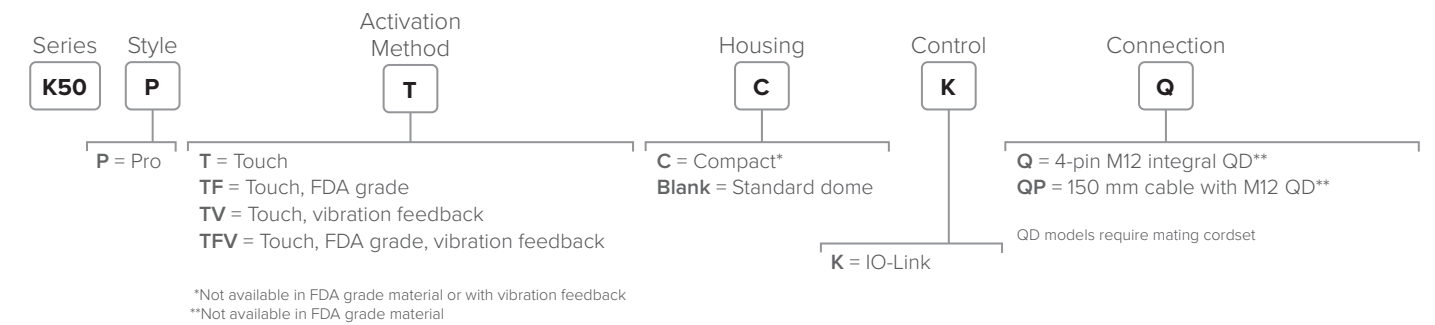 Series
Style
Activation
Method
Housing
Control
Connection
K50
P
T
C
K
Q
P = Pro
T = Touch
TF = Touch, FDA grade
TV = Touch, vibration feedback
TFV = Touch, FDA grade, vibration feedback
C = Compact*
Blank = Standard dome
K = IO-Link
Q = 4-pin M12 integral QD**
QP = 150 mm cable with M12 QD**
QD models require mating cordset
*Not available in FDA grade material or with vibration feedback
**Not available in FDA grade material